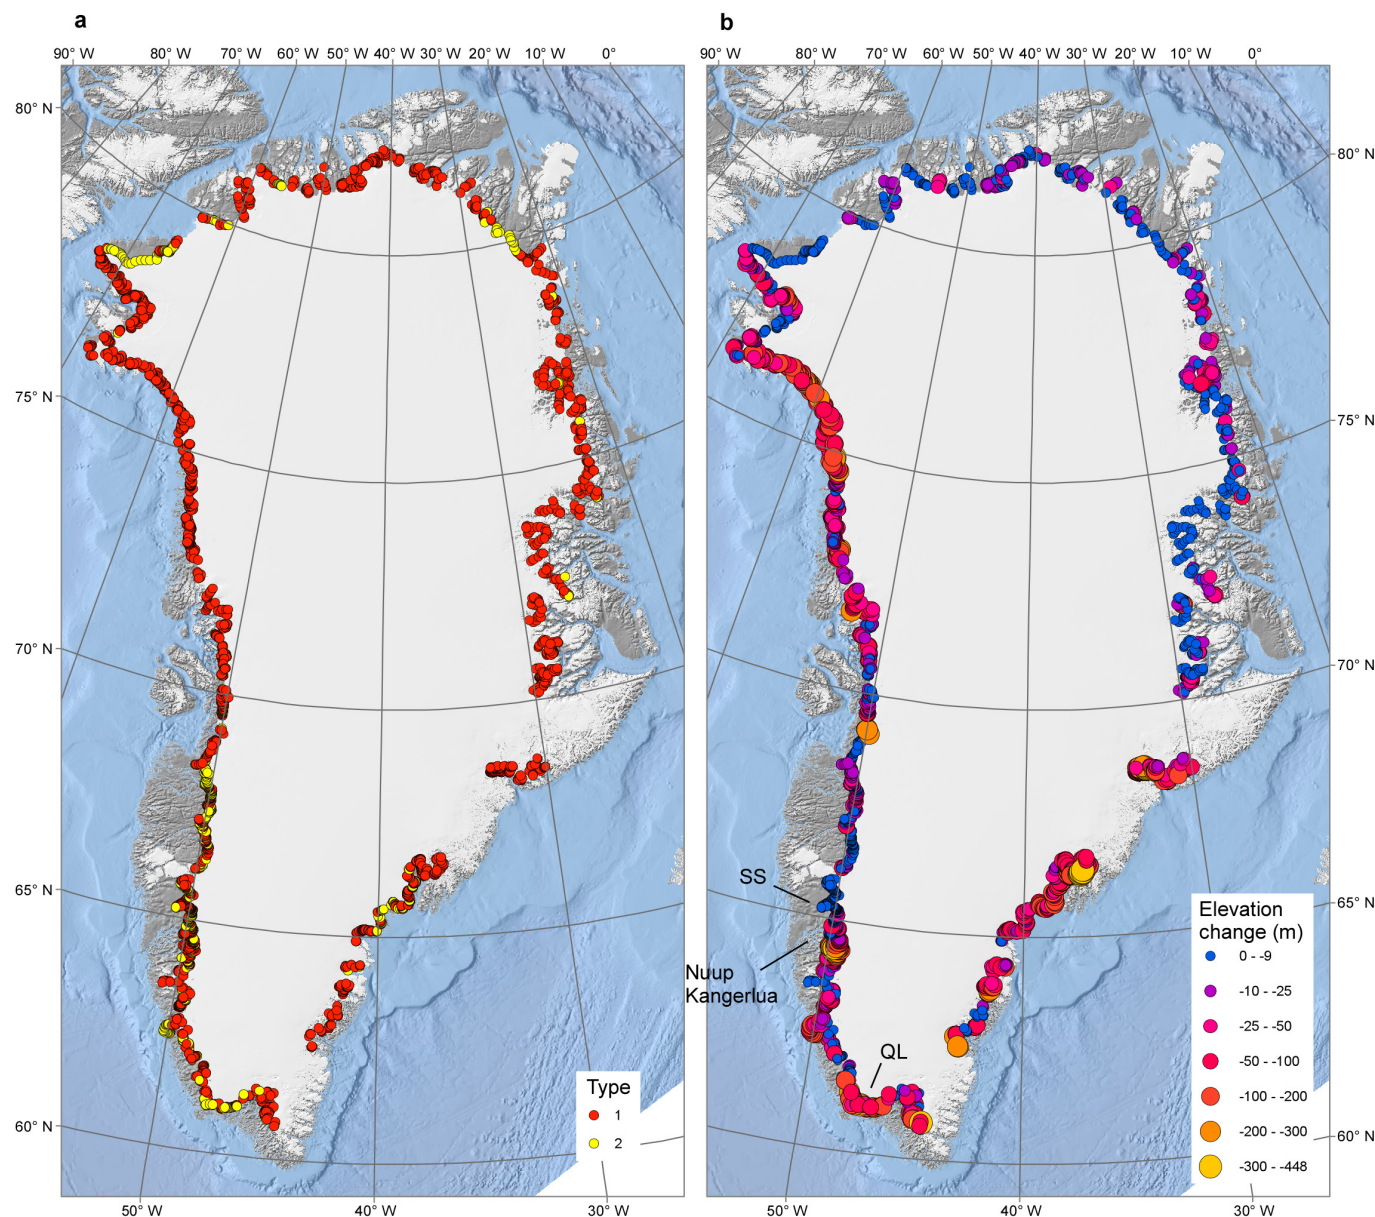 a
b
90° W 80° W 70° W 60° W 50° W 40° W 30° W 20° W 10° W 0°
90° W 80° W 70° W 60° W 50° W 40° W 30° W 20° W 10° W 0°
80° N
80° N
75° N
75° N
70° N
70° N
65° N
65° N
60° N
60° N
SS
Nuup
Kangerlua
QL
Type
1
2
Elevation
change (m)
0 - -9
-10 - -25
-25 - -50
-50 - -100
-100 - -200
-200 - -300
-300 - -448
50° W 40° W 30° W
50° W 40° W 30° W